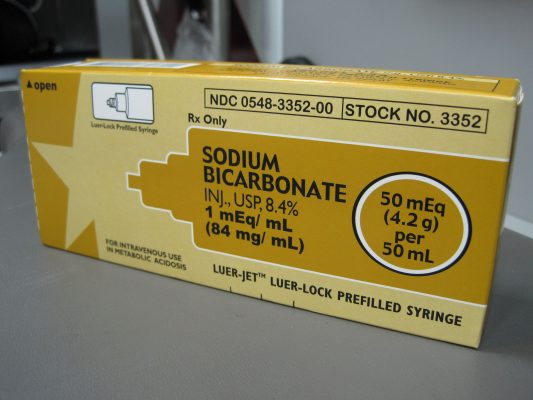 ▲open
Luer-Lock Prefilled Syringe
NDC 0548-3352-00 STOCK NO. 3352
Rx Only
SODIUM
BICARBONATE
INJ., USP, 8.4%
1 mEq/ mL
(84 mg/ mL)
50 mEq
(4.2 g)
per
50 mL
FOR INTRAVENOUS USE
IN METABOLIC ACIDOSIS
LUER-JET™ LUER-LOCK PREFILLED SYRINGE